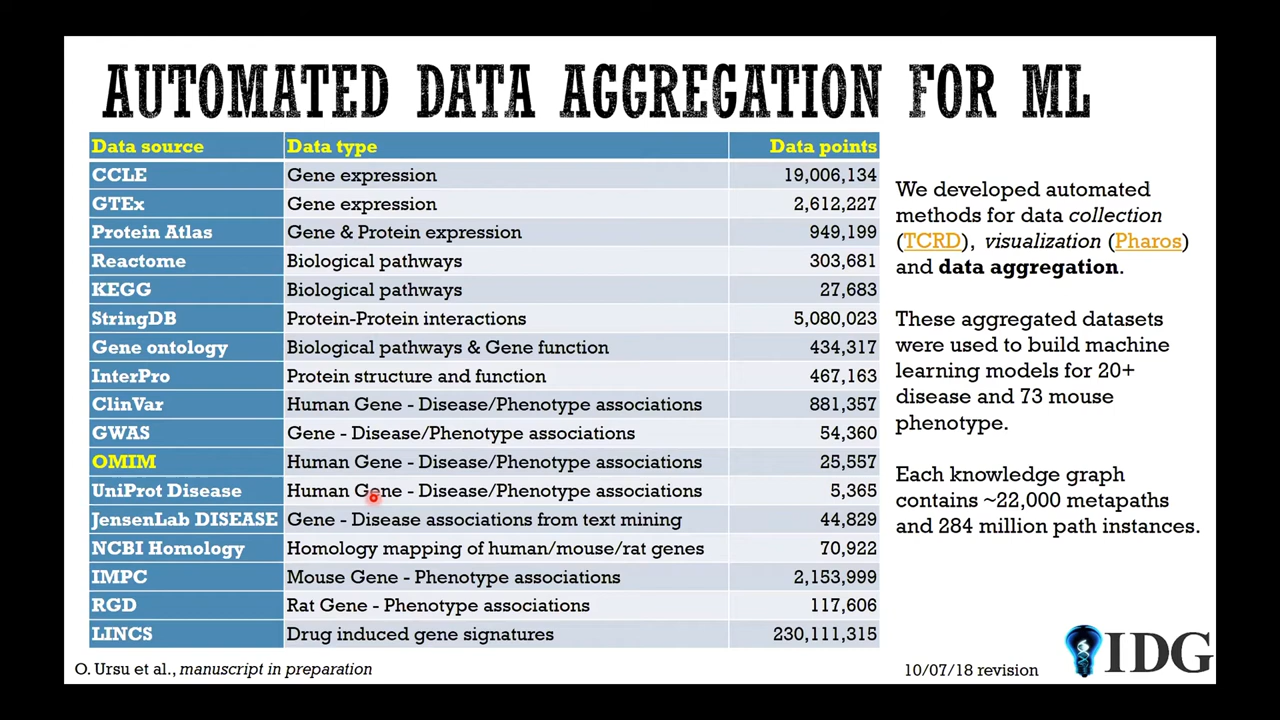 AUTOMATED DATA AGGREGATION FOR ML
Data source Data type Data points
CCLE Gene expression 19,006,134
GTEx Gene expression 2,612,227
Protein Atlas Gene & Protein expression 949,199
Reactome Biological pathways 303,681
KEGG Biological pathways 27,683
StringDB Protein-Protein interactions 5,080,023
Gene ontology Biological pathways & Gene function 434,317
InterPro Protein structure and function 467,163
ClinVar Human Gene - Disease/Phenotype associations 881,357
GWAS Gene - Disease/Phenotype associations 54,360
OMIM Human Gene - Disease/Phenotype associations 25,557
UniProt Disease Human Gene - Disease/Phenotype associations 5,365
JensenLab DISEASE Gene - Disease associations from text mining 44,829
NCBI Homology Homology mapping of human/mouse/rat genes 70,922
IMPC Mouse Gene - Phenotype associations 2,153,999
RGD Rat Gene - Phenotype associations 117,606
LINCS Drug induced gene signatures 230,111,315
We developed automated
methods for data collection
(TCRD), visualization (Pharos)
and data aggregation.
These aggregated datasets
were used to build machine
learning models for 20+
disease and 73 mouse
phenotype.
Each knowledge graph
contains ~22,000 metapaths
and 284 million path instances.
O. Ursu et al., manuscript in preparation
10/07/18 revision
IDG